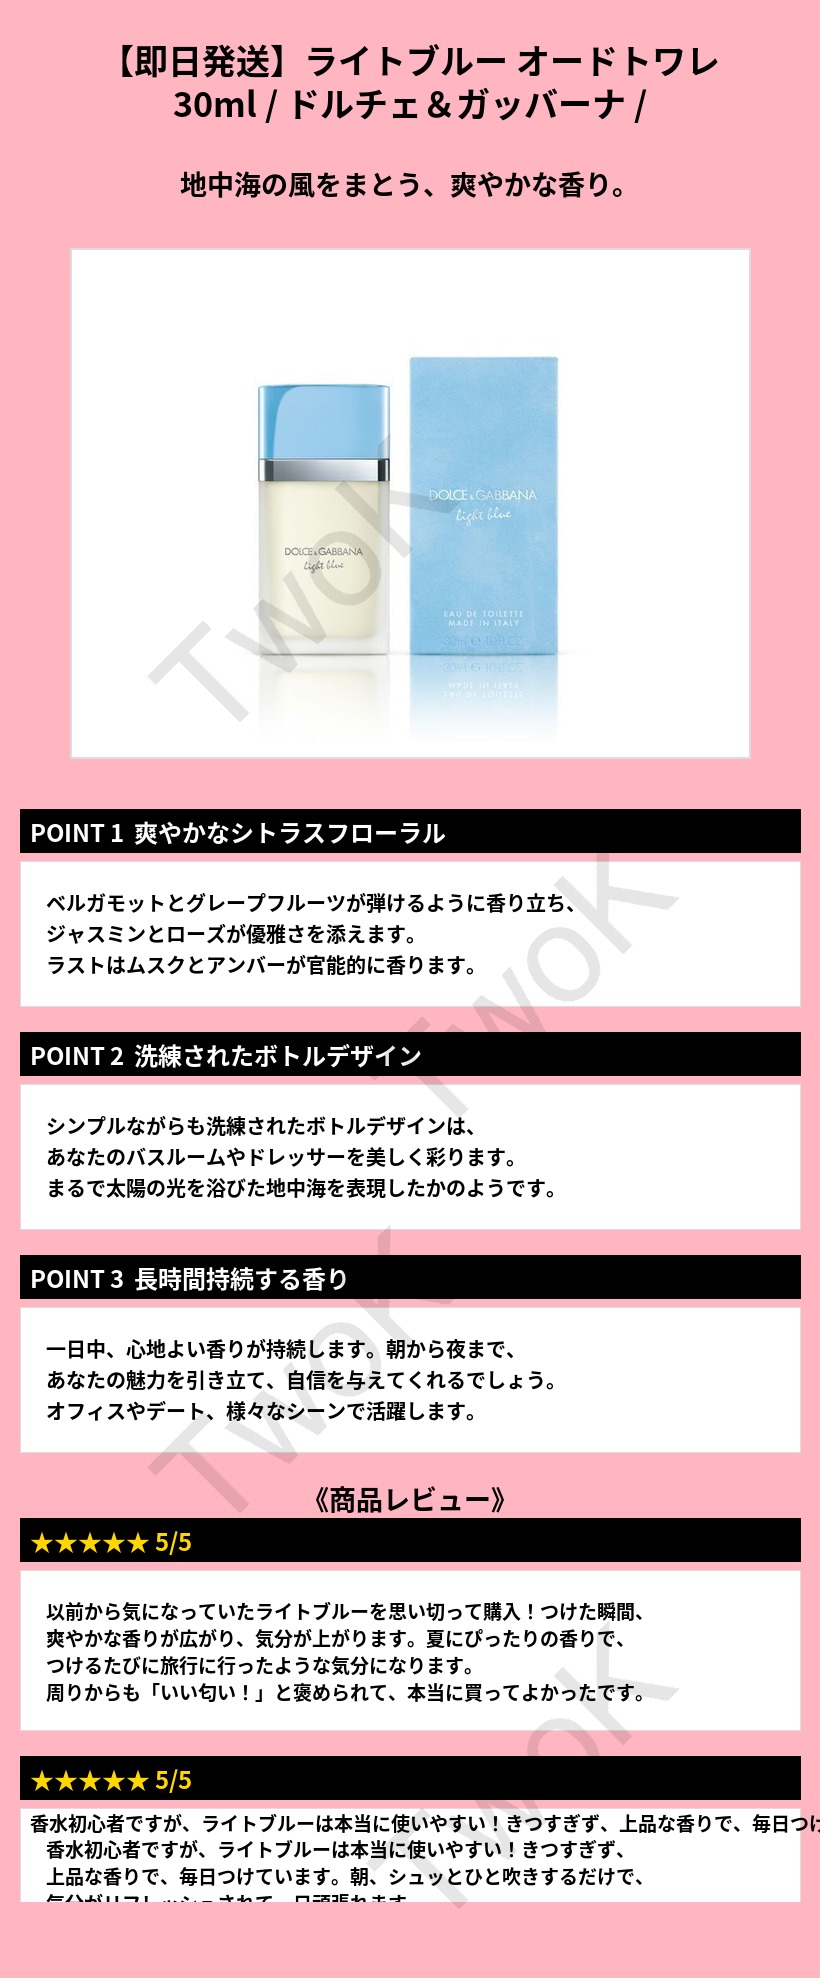 【即日発送】ライトブルー オードトワレ
30ml / ドルチェ＆ガッバーナ /
地中海の風をまとう、爽やかな香り。
DOLCE & GABBANA
light blue
DOLCE & GABBANA
light blue
EAU DE TOILETTE
MADE IN ITALY
TwoK
POINT 1 爽やかなシトラスフローラル
ベルガモットとグレープフルーツが弾けるように香り立ち、
ジャスミンとローズが優雅さを添えます。
ラストはムスクとアンバーが官能的に香ります。
TwoK
POINT 2 洗練されたボトルデザイン
シンプルながらも洗練されたボトルデザインは、
あなたのバスルームやドレッサーを美しく彩ります。
まるで太陽の光を浴びた地中海を表現したかのようです。
POINT 3 長時間持続する香り
一日中、心地よい香りが持続します。朝から夜まで、
あなたの魅力を引き立て、自信を与えてくれるでしょう。
オフィスやデート、様々なシーンで活躍します。
TwoK
《商品レビュー》
★★★★★ 5/5
以前から気になっていたライトブルーを思い切って購入！つけた瞬間、
爽やかな香りが広がり、気分が上がります。夏にぴったりの香りで、
つけるたびに旅行に行ったような気分になります。
周りからも「いい匂い！」と褒められて、本当に買ってよかったです。
TwoK
★★★★★ 5/5
香水初心者ですが、ライトブルーは本当に使いやすい！きつすぎず、上品な香りで、毎日つけ
香水初心者ですが、ライトブルーは本当に使いやすい！きつすぎず、
上品な香りで、毎日つけています。朝、シュッとひと吹きするだけで、
気分がリフレッシュされて、一日頑張れます。